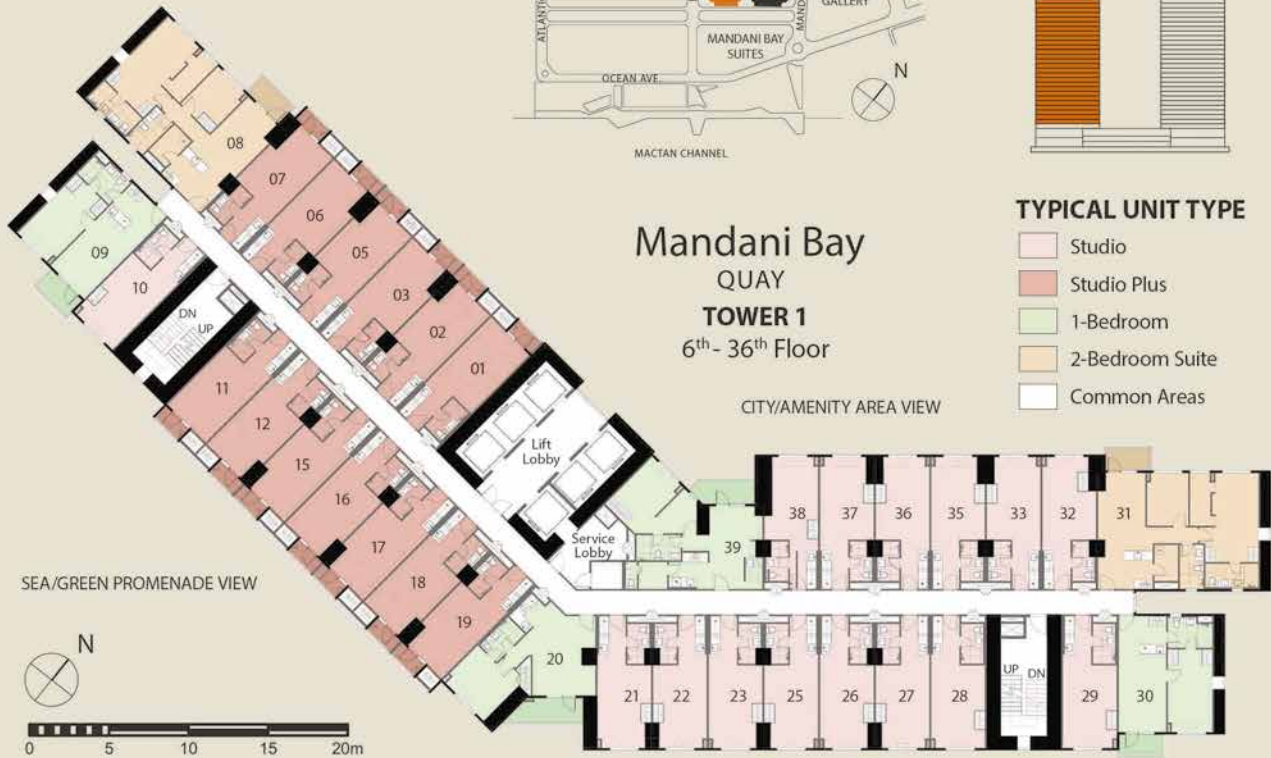 ATLANTIC
MAND
GALLERY
MANDANI BAY
SUITES
OCEAN AVE.
N
MACTAN CHANNEL
Mandani Bay
QUAY
TOWER 1
6th - 36th Floor
CITY/AMENITY AREA VIEW
TYPICAL UNIT TYPE
Studio
Studio Plus
1-Bedroom
2-Bedroom Suite
Common Areas
08
07
06
05
03
02
01
09
10
DN
UP
11
12
15
16
17
18
19
20
Lift
Lobby
Service
Lobby
39
38
37
36
35
33
32
31
21
22
23
25
26
27
28
UP
DN
29
30
SEA/GREEN PROMENADE VIEW
N
0 5 10 15 20m